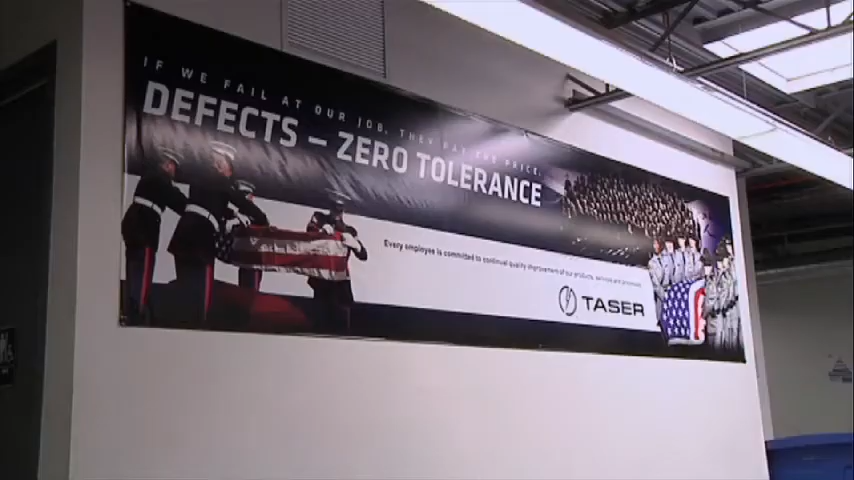 IF WE FAIL AT OUR JOB, THEY PAY THE PRICE.
DEFECTS – ZERO TOLERANCE
Every employee is committed to continual quality improvement of our products, services and processes.
TASER